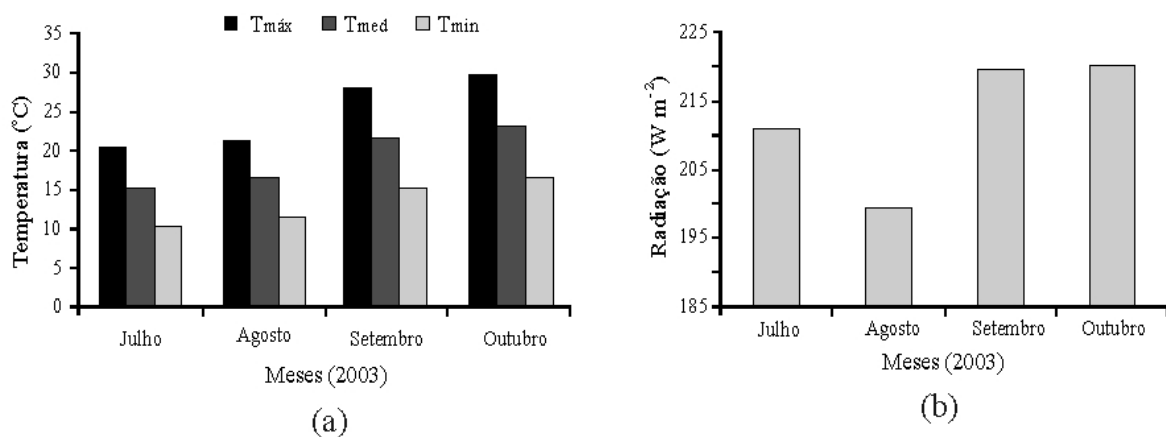 Tmáx Tmed Tmin
35
30
25
20
15
10
5
0
Temperatura (°C)
Julho Agosto Setembro Outubro
Meses (2003)
(a)
225
215
205
195
185
Radiação (W m⁻²)
Julho Agosto Setembro Outubro
Meses (2003)
(b)